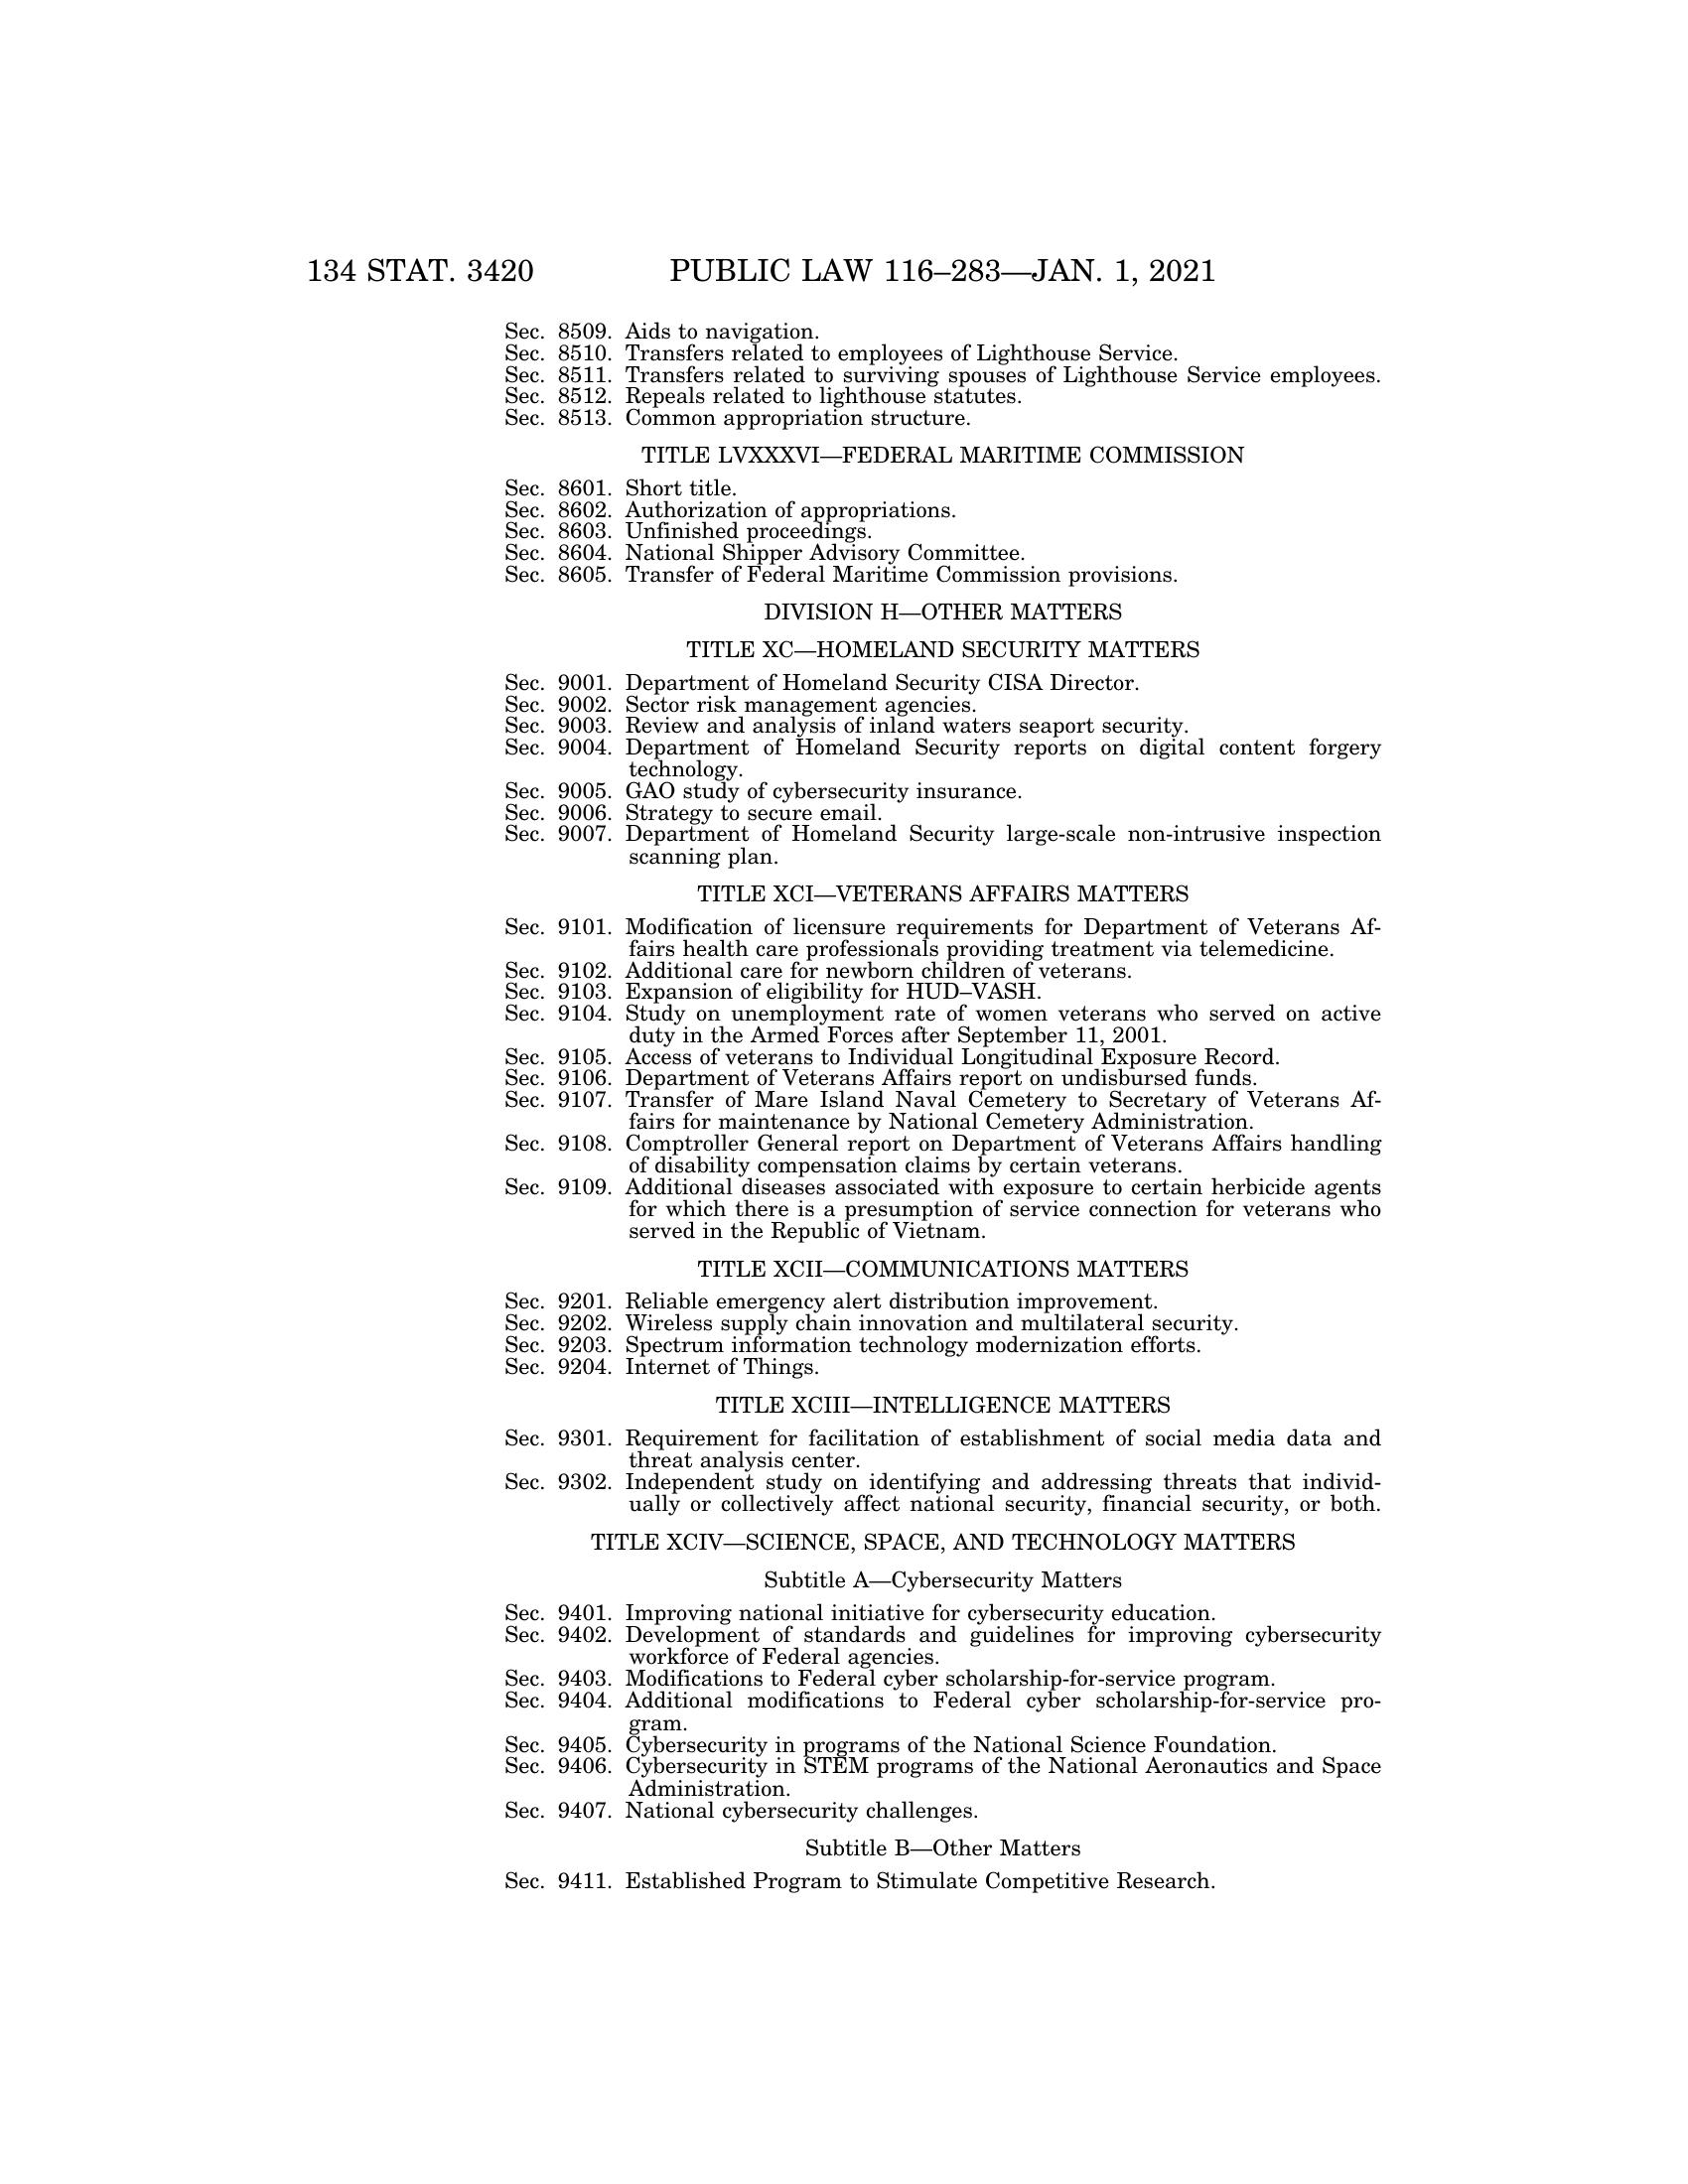 134 STAT. 3420 PUBLIC LAW 116–283—JAN. 1, 2021
Sec. 8509. Aids to navigation.
Sec. 8510. Transfers related to employees of Lighthouse Service.
Sec. 8511. Transfers related to surviving spouses of Lighthouse Service employees.
Sec. 8512. Repeals related to lighthouse statutes.
Sec. 8513. Common appropriation structure.
TITLE LVXXXVI—FEDERAL MARITIME COMMISSION
Sec. 8601. Short title.
Sec. 8602. Authorization of appropriations.
Sec. 8603. Unfinished proceedings.
Sec. 8604. National Shipper Advisory Committee.
Sec. 8605. Transfer of Federal Maritime Commission provisions.
DIVISION H—OTHER MATTERS
TITLE XC—HOMELAND SECURITY MATTERS
Sec. 9001. Department of Homeland Security CISA Director.
Sec. 9002. Sector risk management agencies.
Sec. 9003. Review and analysis of inland waters seaport security.
Sec. 9004. Department of Homeland Security reports on digital content forgery
technology.
Sec. 9005. GAO study of cybersecurity insurance.
Sec. 9006. Strategy to secure email.
Sec. 9007. Department of Homeland Security large-scale non-intrusive inspection
scanning plan.
TITLE XCI—VETERANS AFFAIRS MATTERS
Sec. 9101. Modification of licensure requirements for Department of Veterans Af-
fairs health care professionals providing treatment via telemedicine.
Sec. 9102. Additional care for newborn children of veterans.
Sec. 9103. Expansion of eligibility for HUD–VASH.
Sec. 9104. Study on unemployment rate of women veterans who served on active
duty in the Armed Forces after September 11, 2001.
Sec. 9105. Access of veterans to Individual Longitudinal Exposure Record.
Sec. 9106. Department of Veterans Affairs report on undisbursed funds.
Sec. 9107. Transfer of Mare Island Naval Cemetery to Secretary of Veterans Af-
fairs for maintenance by National Cemetery Administration.
Sec. 9108. Comptroller General report on Department of Veterans Affairs handling
of disability compensation claims by certain veterans.
Sec. 9109. Additional diseases associated with exposure to certain herbicide agents
for which there is a presumption of service connection for veterans who
served in the Republic of Vietnam.
TITLE XCII—COMMUNICATIONS MATTERS
Sec. 9201. Reliable emergency alert distribution improvement.
Sec. 9202. Wireless supply chain innovation and multilateral security.
Sec. 9203. Spectrum information technology modernization efforts.
Sec. 9204. Internet of Things.
TITLE XCIII—INTELLIGENCE MATTERS
Sec. 9301. Requirement for facilitation of establishment of social media data and
threat analysis center.
Sec. 9302. Independent study on identifying and addressing threats that individ-
ually or collectively affect national security, financial security, or both.
TITLE XCIV—SCIENCE, SPACE, AND TECHNOLOGY MATTERS
Subtitle A—Cybersecurity Matters
Sec. 9401. Improving national initiative for cybersecurity education.
Sec. 9402. Development of standards and guidelines for improving cybersecurity
workforce of Federal agencies.
Sec. 9403. Modifications to Federal cyber scholarship-for-service program.
Sec. 9404. Additional modifications to Federal cyber scholarship-for-service pro-
gram.
Sec. 9405. Cybersecurity in programs of the National Science Foundation.
Sec. 9406. Cybersecurity in STEM programs of the National Aeronautics and Space
Administration.
Sec. 9407. National cybersecurity challenges.
Subtitle B—Other Matters
Sec. 9411. Established Program to Stimulate Competitive Research.